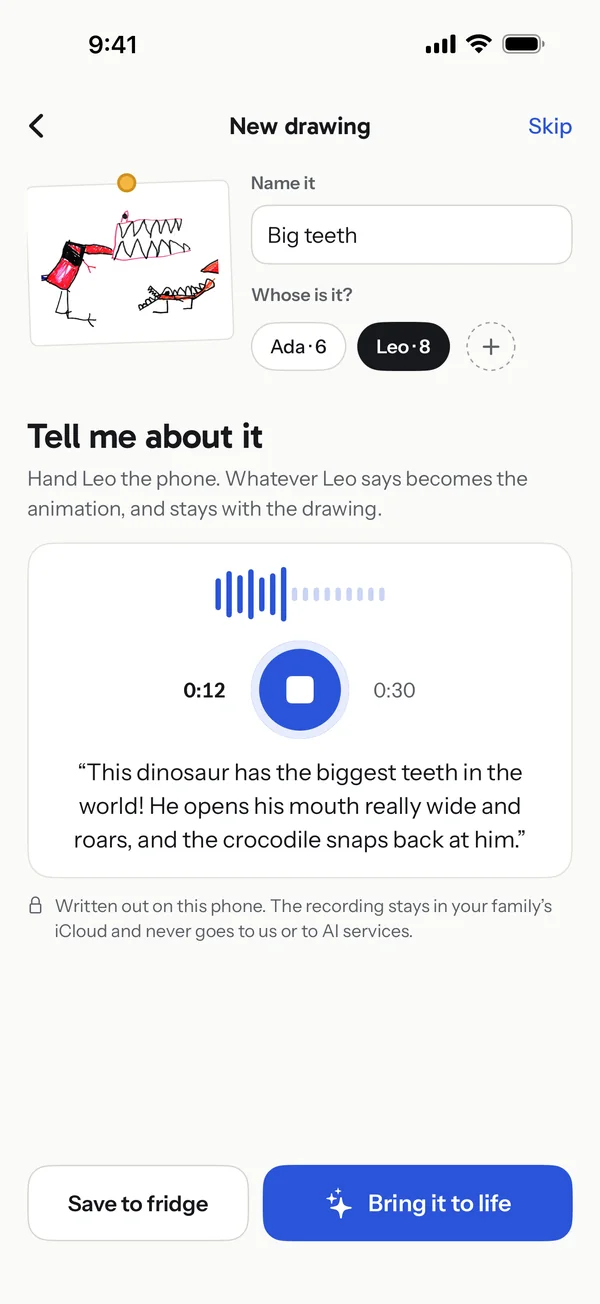 9:41
New drawing
Skip
Name it
Big teeth
Whose is it?
Ada·6
Leo·8
Tell me about it
Hand Leo the phone. Whatever Leo says becomes the
animation, and stays with the drawing.
0:12
0:30
“This dinosaur has the biggest teeth in the
world! He opens his mouth really wide and
roars, and the crocodile snaps back at him.”
Written out on this phone. The recording stays in your family’s
iCloud and never goes to us or to AI services.
Save to fridge
Bring it to life